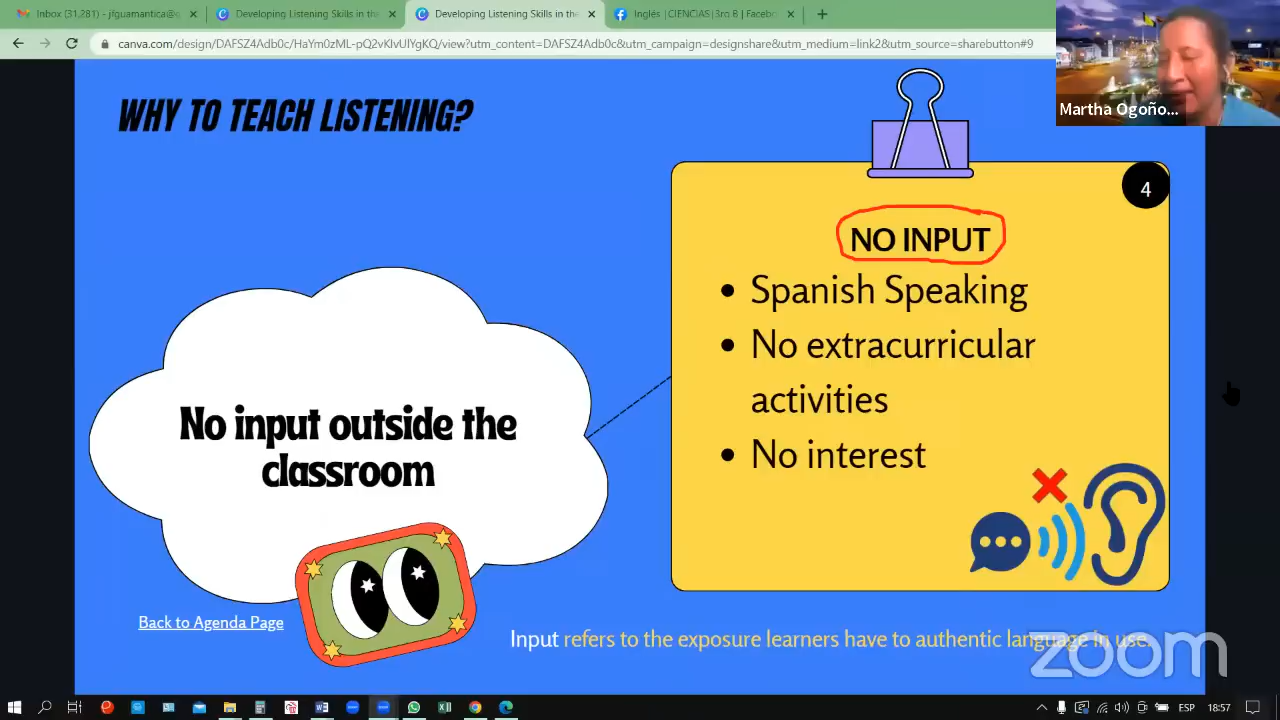 Inbox (31,281) - jfguamantica@
Developing Listening Skills in the
Developing Listening Skills in the
Inglés |CIENCIAS|3ro B | Facebo
canva.com/design/DAFSZ4Adb0c/HaYm0zML-pQ2s2IvUlYgKQ/view?utm_content=DAFSZ4Adb0c&utm_campaign=designshare&utm_medium=link2&utm_source=sharebutton#9
Martha Ogoño...
WHY TO TEACH LISTENING?
4
NO INPUT
• Spanish Speaking
• No extracurricular
activities
• No interest
No input outside the
classroom
Back to Agenda Page
Input refers to the exposure learners have to authentic language in use.
zoom
ESP
18:57